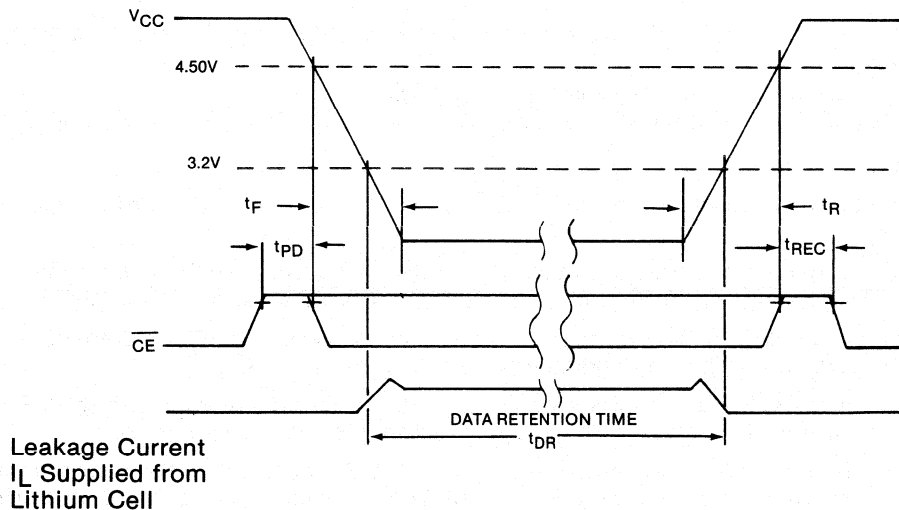 VCC
4.50V
3.2V
tF
tR
tPD
tREC
CE
DATA RETENTION TIME
tDR
Leakage Current
IL Supplied from
Lithium Cell